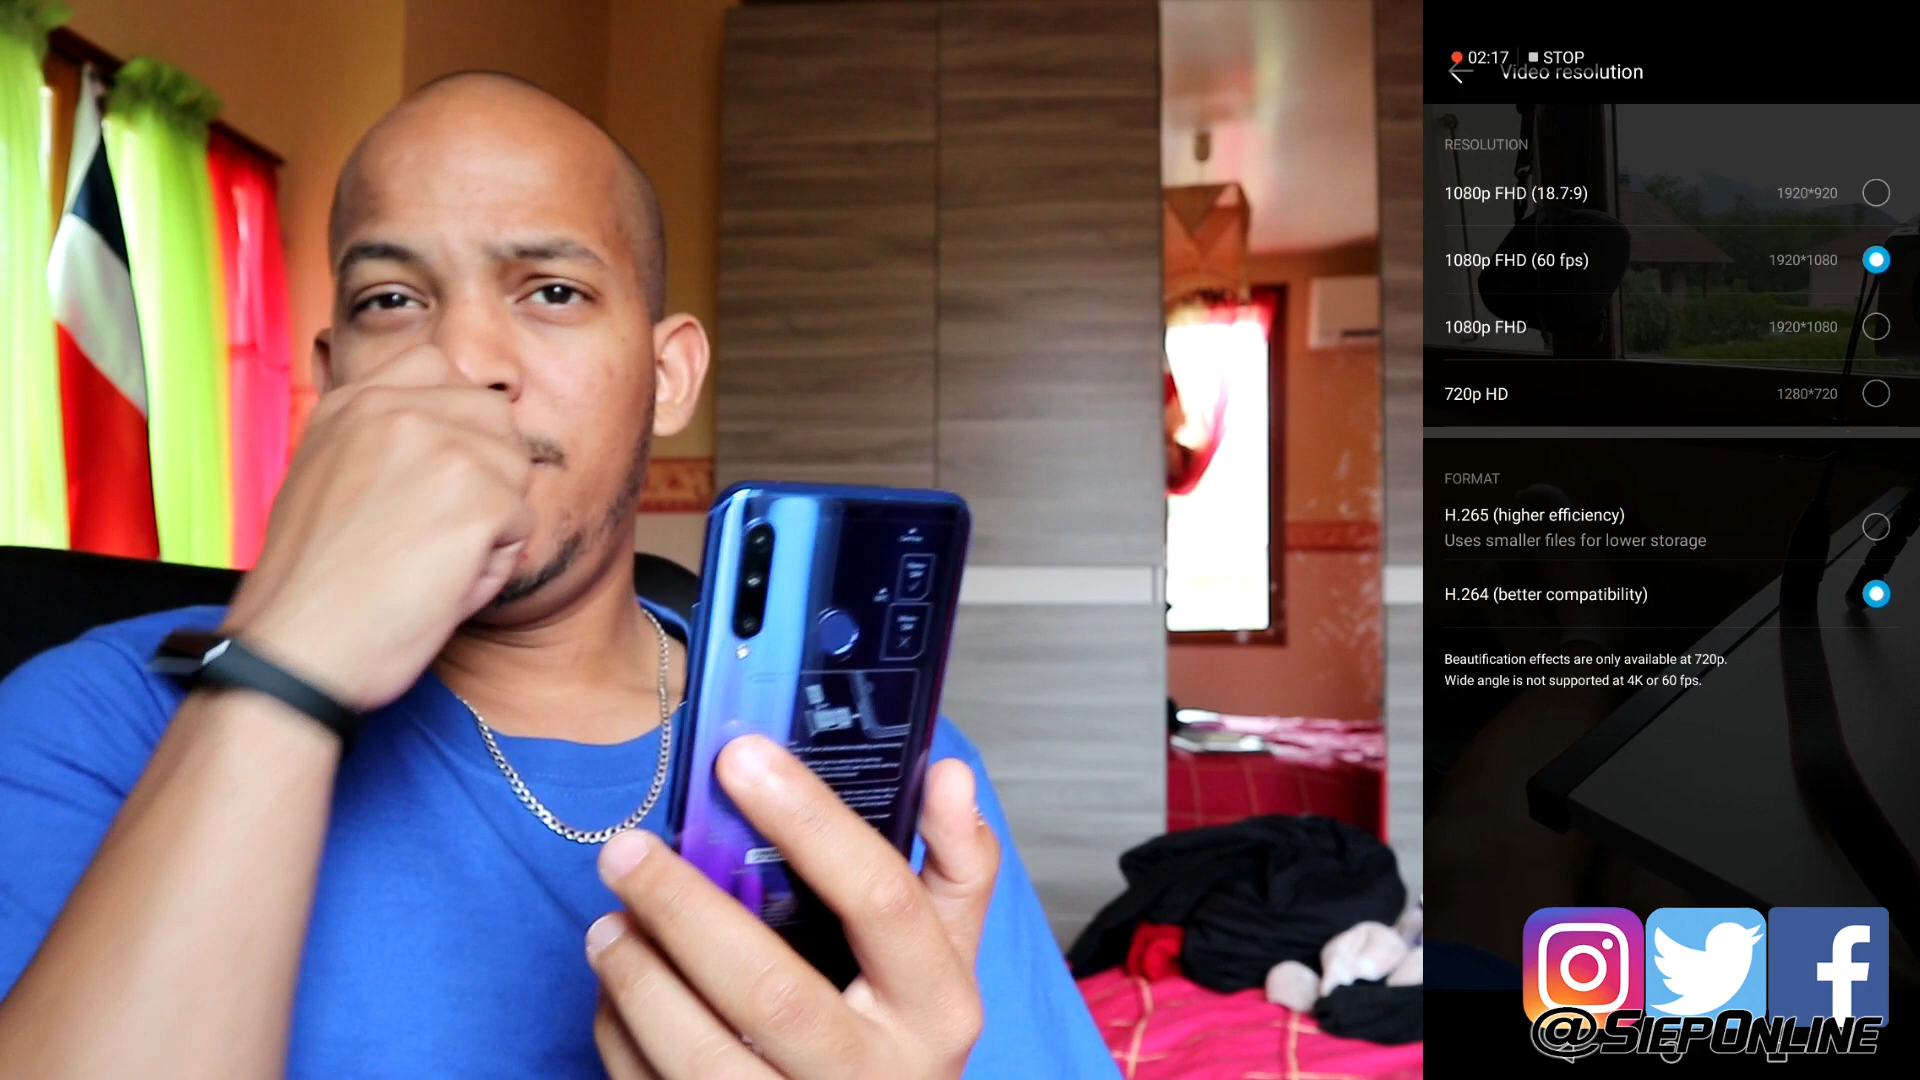 02:17 STOP
Video resolution
RESOLUTION
1080p FHD (18.7:9) 1920*920
1080p FHD (60 fps) 1920*1080
1080p FHD 1920*1080
720p HD 1280*720
FORMAT
H.265 (higher efficiency)
Uses smaller files for lower storage
H.264 (better compatibility)
Beautification effects are only available at 720p.
Wide angle is not supported at 4K or 60 fps.
@SiepOnline